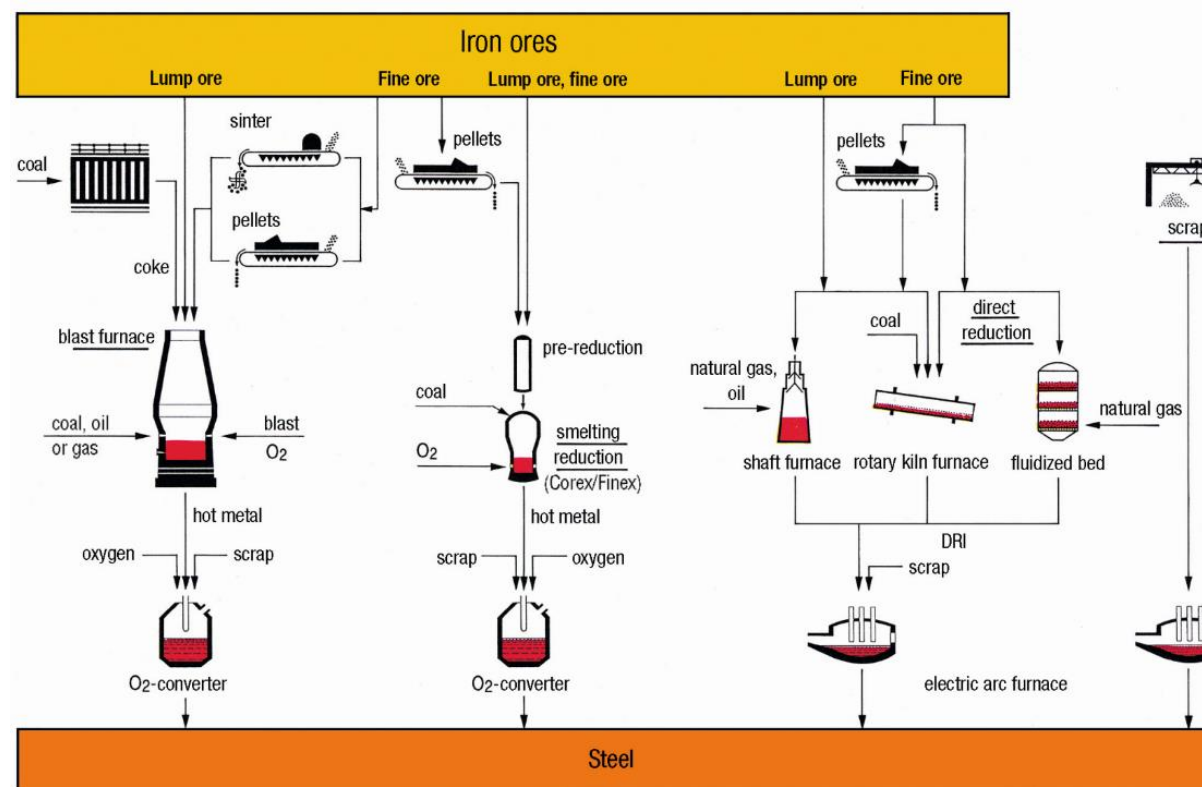 Iron ores
Lump ore
Fine ore
Lump ore, fine ore
Lump ore
Fine ore
coal
sinter
pellets
coke
pellets
pellets
scrap
blast furnace
coal, oil
or gas
blast
O2
hot metal
oxygen
scrap
O2-converter
pre-reduction
coal
O2
smelting
reduction
(Corex/Finex)
hot metal
scrap
oxygen
O2-converter
coal
direct
reduction
natural gas,
oil
natural gas
shaft furnace
rotary kiln furnace
fluidized bed
DRI
scrap
electric arc furnace
Steel